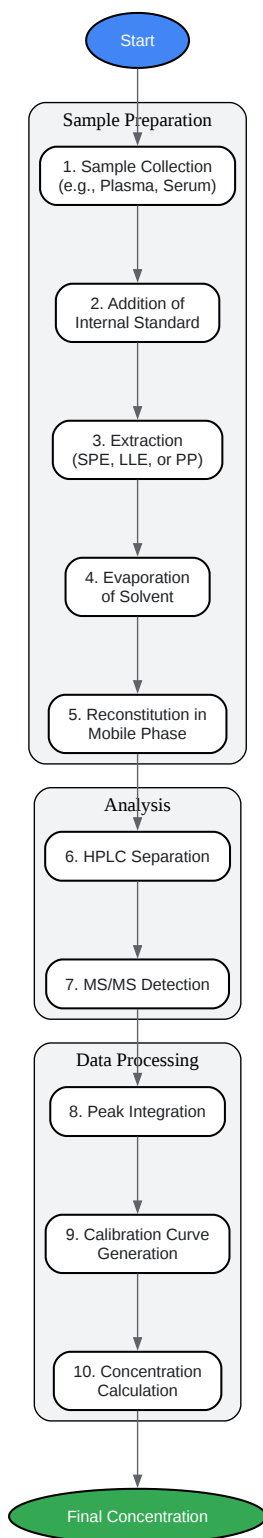 Start
Sample Preparation
1. Sample Collection
(e.g., Plasma, Serum)
2. Addition of
Internal Standard
3. Extraction
(SPE, LLE, or PP)
4. Evaporation
of Solvent
5. Reconstitution in
Mobile Phase
Analysis
6. HPLC Separation
7. MS/MS Detection
Data Processing
8. Peak Integration
9. Calibration Curve
Generation
10. Concentration
Calculation
Final Concentration